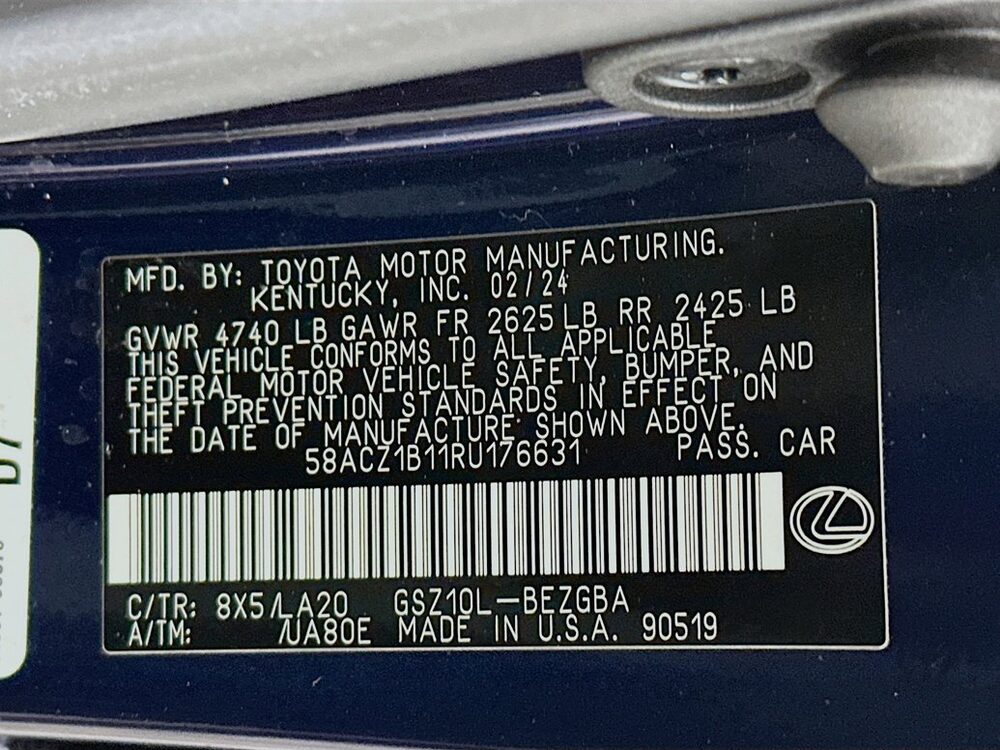 MFD. BY: TOYOTA MOTOR MANUFACTURING.
KENTUCKY, INC. 02/24
GVWR 4740 LB GAWR FR 2625 LB RR 2425 LB
THIS VEHICLE CONFORMS TO ALL APPLICABLE
FEDERAL MOTOR VEHICLE SAFETY, BUMPER, AND
THEFT PREVENTION STANDARDS IN EFFECT ON
THE DATE OF MANUFACTURE SHOWN ABOVE.
58ACZ1B11RU176631 PASS. CAR
C/TR: 8X5/LA20 GSZ10L-BEZGBA
A/TM: /UA80E MADE IN U.S.A. 90519